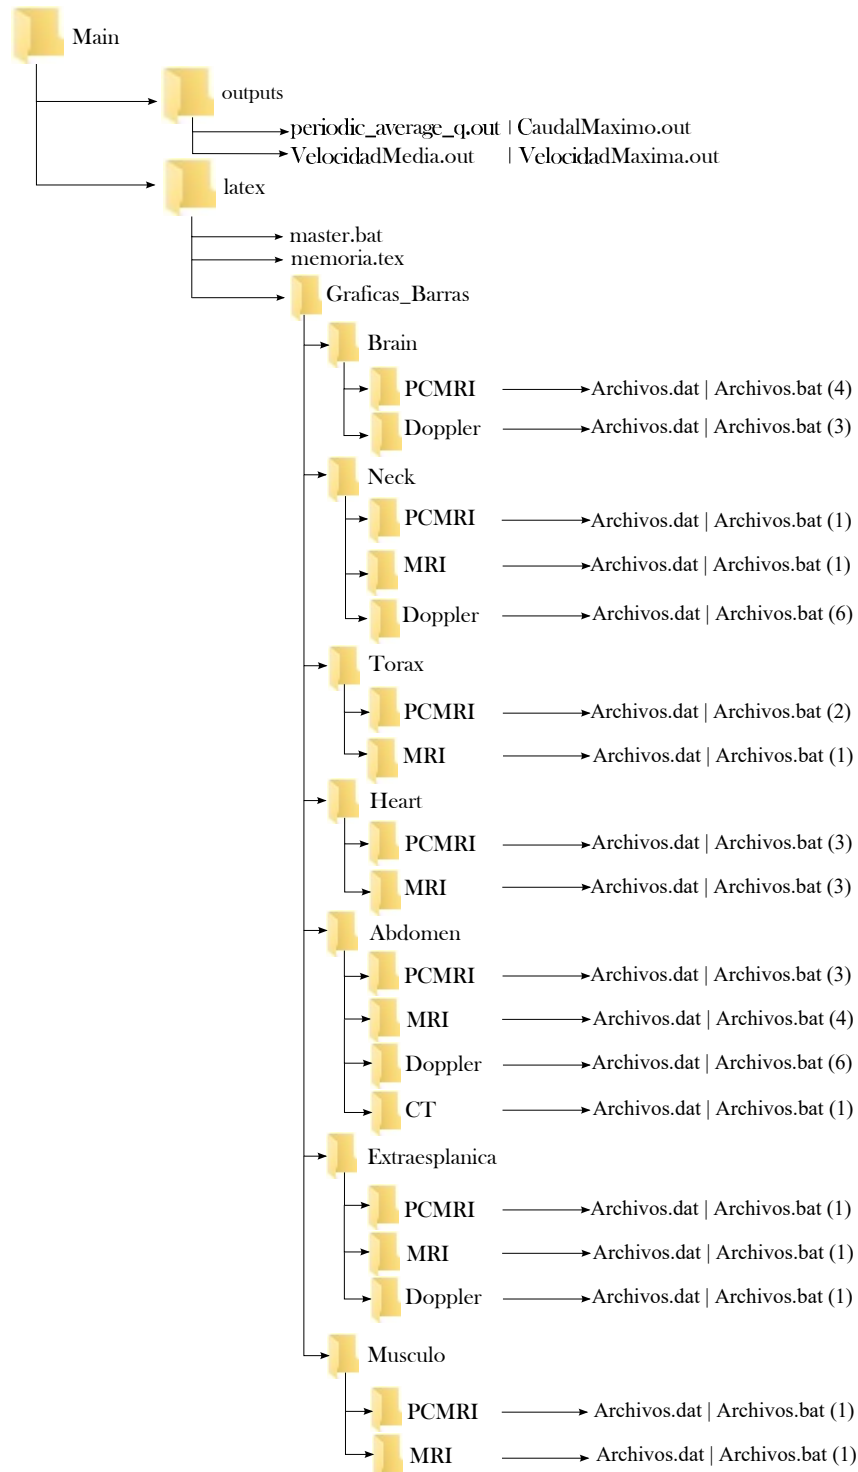 Main
outputs
periodic_average_q.out | CaudalMaximo.out
VelocidadMedia.out | VelocidadMaxima.out
latex
master.bat
memoria.tex
Graficas_Barras
Brain
PCMRI Archivos.dat | Archivos.bat (4)
Doppler Archivos.dat | Archivos.bat (3)
Neck
PCMRI Archivos.dat | Archivos.bat (1)
MRI Archivos.dat | Archivos.bat (1)
Doppler Archivos.dat | Archivos.bat (6)
Torax
PCMRI Archivos.dat | Archivos.bat (2)
MRI Archivos.dat | Archivos.bat (1)
Heart
PCMRI Archivos.dat | Archivos.bat (3)
MRI Archivos.dat | Archivos.bat (3)
Abdomen
PCMRI Archivos.dat | Archivos.bat (3)
MRI Archivos.dat | Archivos.bat (4)
Doppler Archivos.dat | Archivos.bat (6)
CT Archivos.dat | Archivos.bat (1)
Extraesplanica
PCMRI Archivos.dat | Archivos.bat (1)
MRI Archivos.dat | Archivos.bat (1)
Doppler Archivos.dat | Archivos.bat (1)
Musculo
PCMRI Archivos.dat | Archivos.bat (1)
MRI Archivos.dat | Archivos.bat (1)